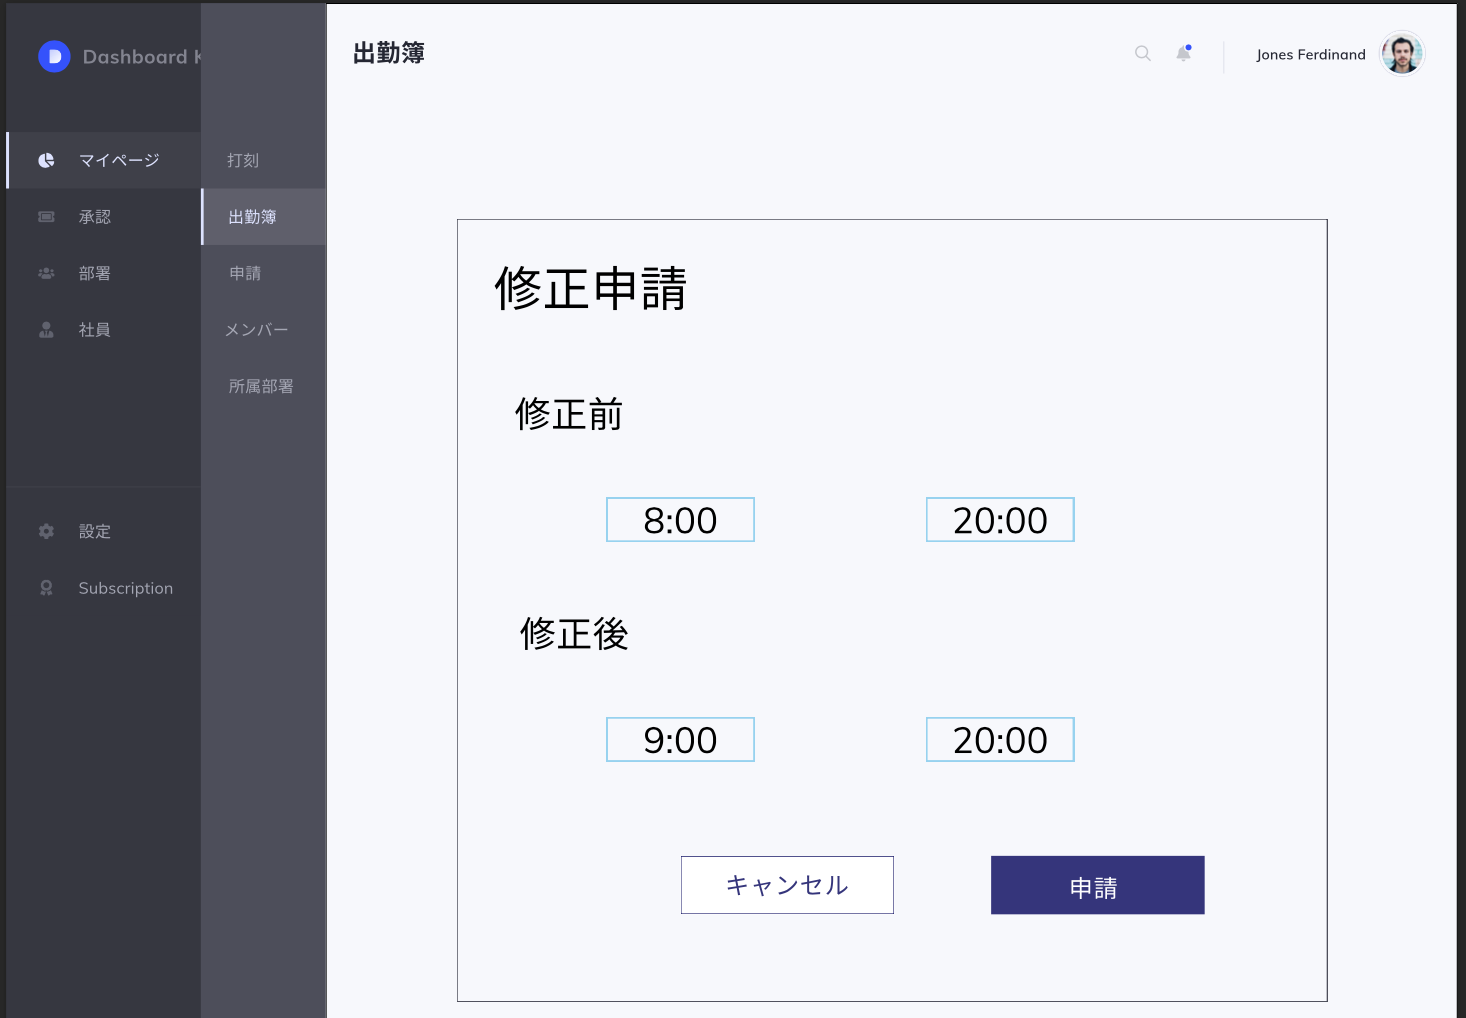 Dashboard K
マイページ
承認
部署
社員
設定
Subscription
打刻
出勤簿
申請
メンバー
所属部署
出勤簿
Jones Ferdinand
修正申請
修正前
8:00 20:00
修正後
9:00 20:00
キャンセル 申請